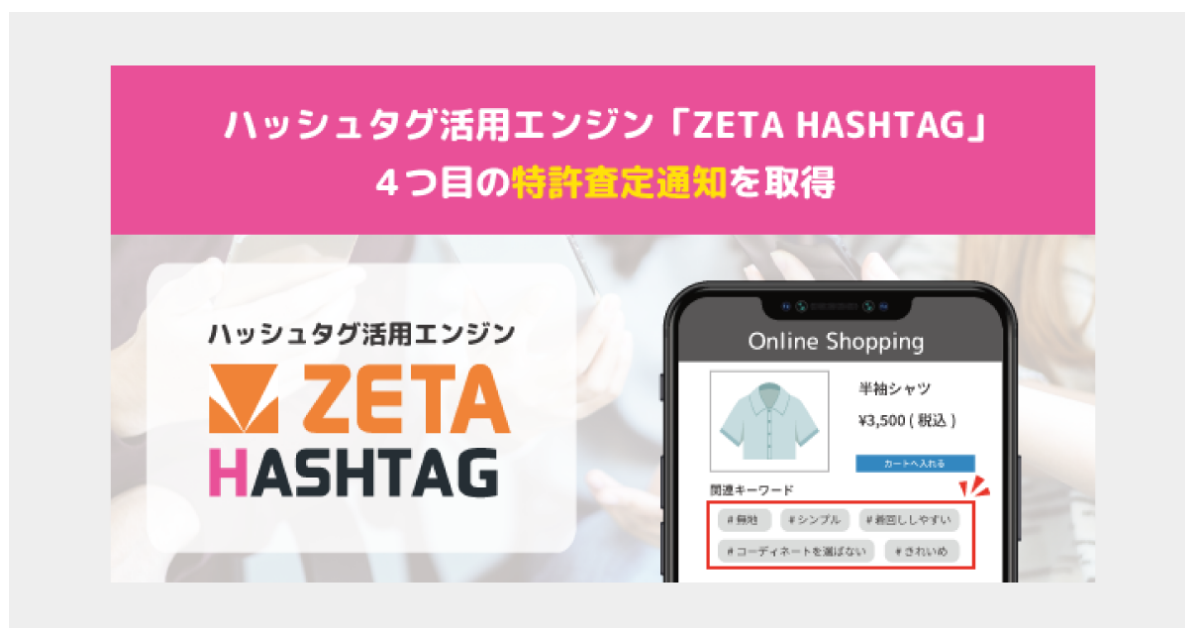 ハッシュタグ活用エンジン「ZETA HASHTAG」
４つ目の特許査定通知を取得
ハッシュタグ活用エンジン
ZETA
HASHTAG
Online Shopping
半袖シャツ
¥3,500 ( 税込 )
カートへ入れる
関連キーワード
# 無地 # シンプル # 着回ししやすい
# コーディネートを選ばない # きれいめ